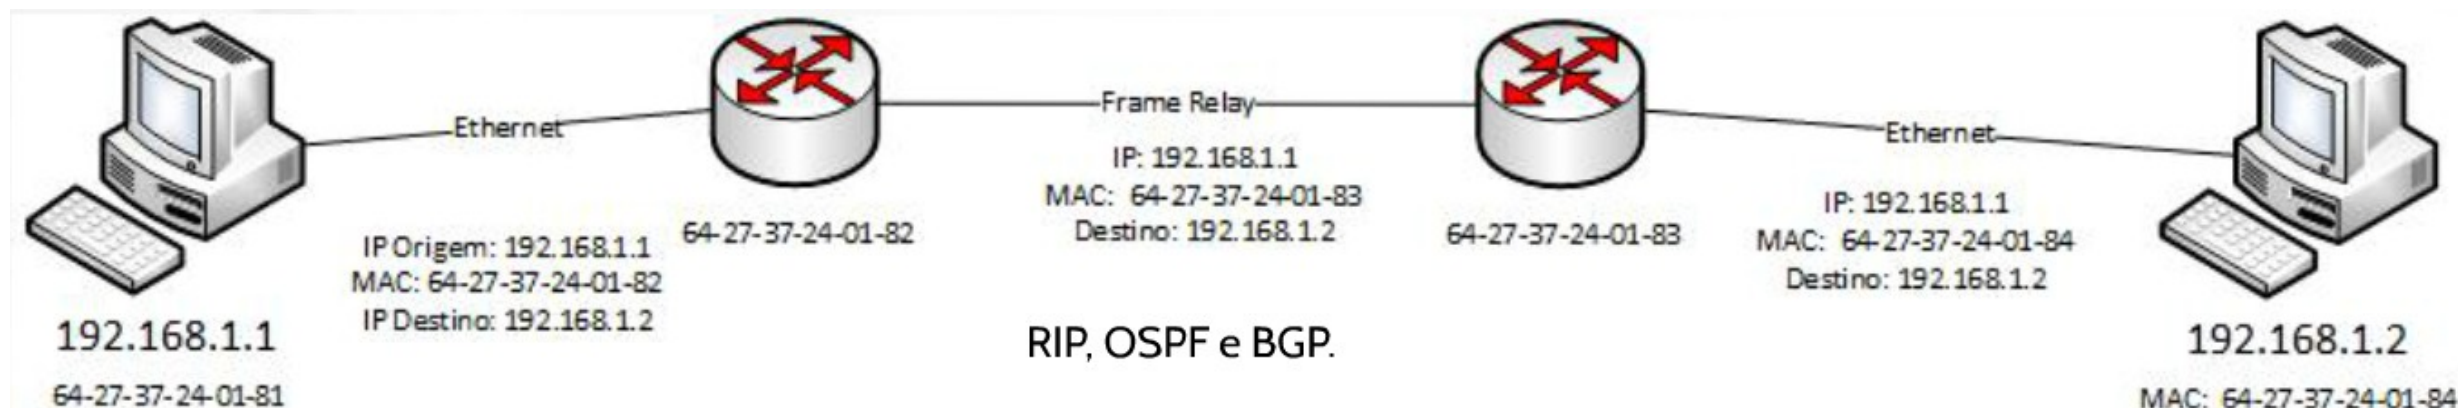 Ethernet
Frame Relay
Ethernet
IP Origem: 192.168.1.1
MAC: 64-27-37-24-01-82
IP Destino: 192.168.1.2
64-27-37-24-01-82
IP: 192.168.1.1
MAC: 64-27-37-24-01-83
Destino: 192.168.1.2
64-27-37-24-01-83
IP: 192.168.1.1
MAC: 64-27-37-24-01-84
Destino: 192.168.1.2
192.168.1.1
64-27-37-24-01-81
RIP, OSPF e BGP.
192.168.1.2
MAC: 64-27-37-24-01-84